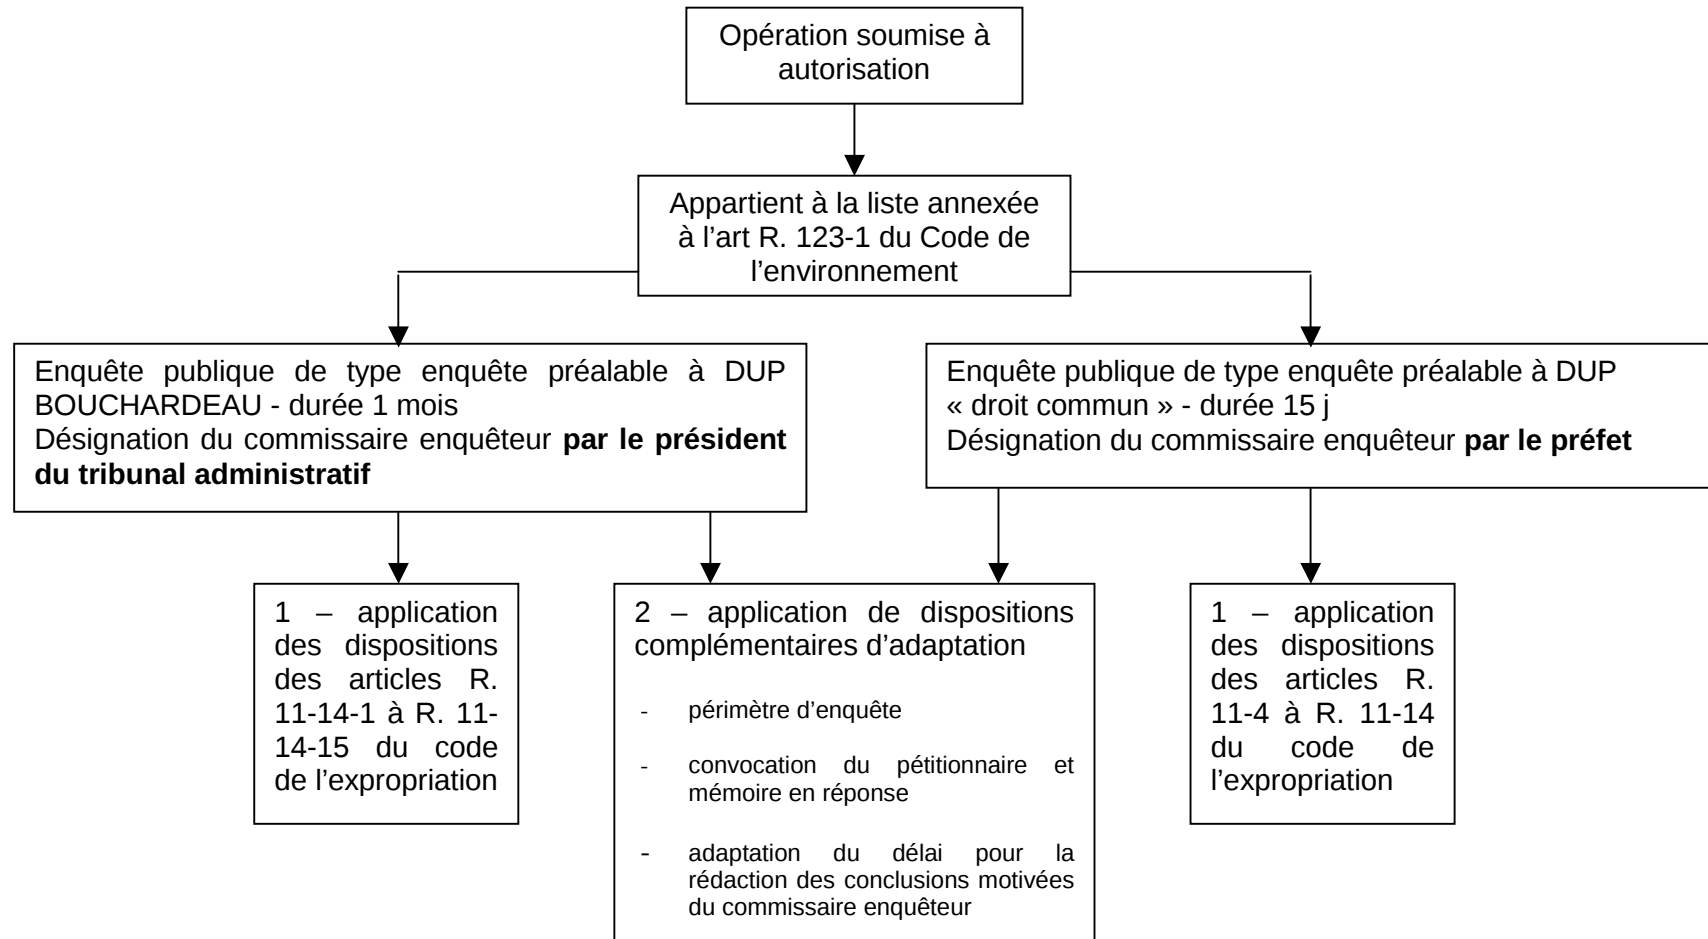 Opération soumise à
autorisation
Appartient à la liste annexée
à l’art R. 123-1 du Code de
l’environnement
Enquête publique de type enquête préalable à DUP
BOUCHARDEAU - durée 1 mois
Désignation du commissaire enquêteur par le président
du tribunal administratif
Enquête publique de type enquête préalable à DUP
« droit commun » - durée 15 j
Désignation du commissaire enquêteur par le préfet
1 – application
des dispositions
des articles R.
11-14-1 à R. 11-
14-15 du code
de l’expropriation
2 – application de dispositions
complémentaires d’adaptation
- périmètre d’enquête
- convocation du pétitionnaire et
mémoire en réponse
- adaptation du délai pour la
rédaction des conclusions motivées
du commissaire enquêteur
1 – application
des dispositions
des articles R.
11-4 à R. 11-14
du code de
l’expropriation